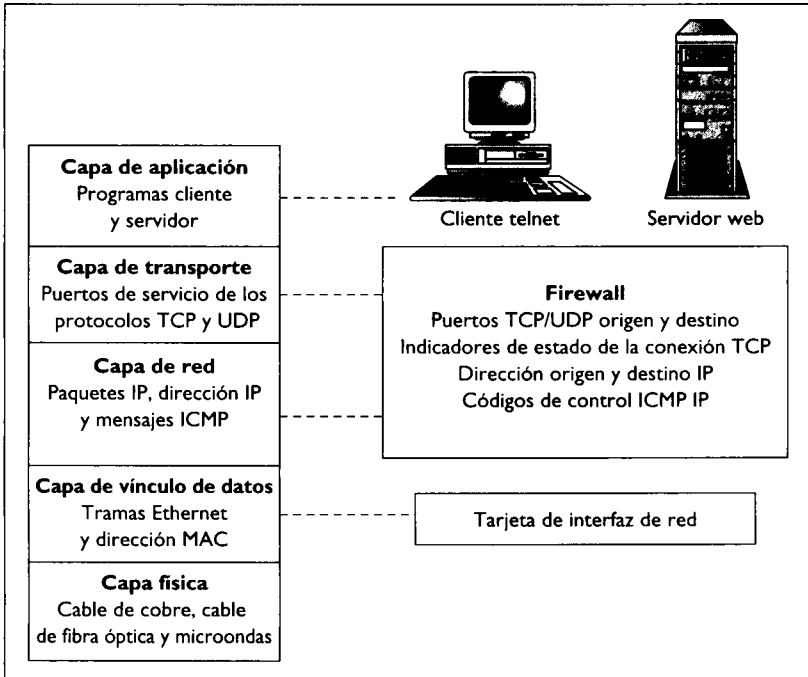 Capa de aplicación
Programas cliente
y servidor
Cliente telnet
Servidor web
Capa de transporte
Puertos de servicio de los
protocolos TCP y UDP
Capa de red
Paquetes IP, dirección IP
y mensajes ICMP
Firewall
Puertos TCP/UDP origen y destino
Indicadores de estado de la conexión TCP
Dirección origen y destino IP
Códigos de control ICMP IP
Capa de vínculo de datos
Tramas Ethernet
y dirección MAC
Tarjeta de interfaz de red
Capa física
Cable de cobre, cable
de fibra óptica y microondas